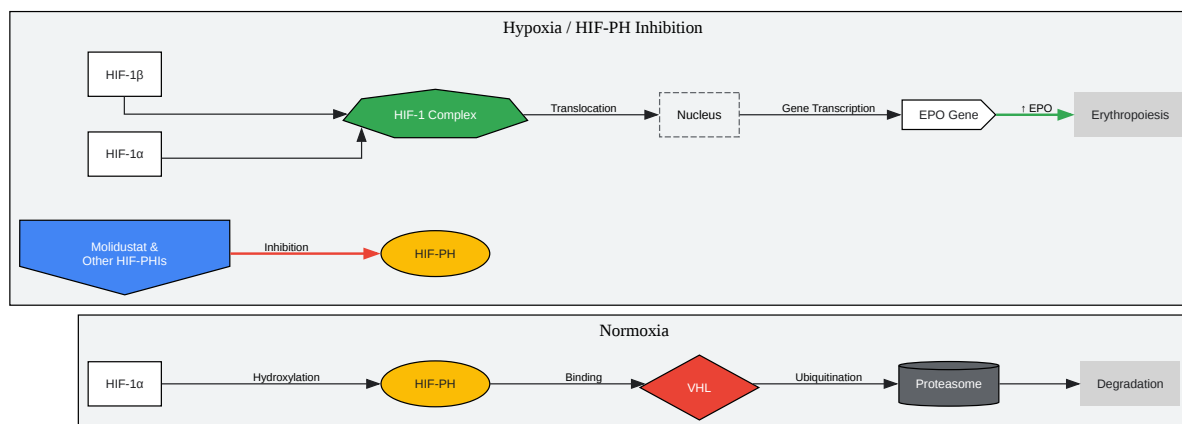 Hypoxia / HIF-PH Inhibition
HIF-1β
HIF-1α
HIF-1 Complex
Translocation
Nucleus
Gene Transcription
EPO Gene
↑ EPO
Erythropoiesis
Molidustat &
Other HIF-PHIs
Inhibition
HIF-PH
Normoxia
HIF-1α
Hydroxylation
HIF-PH
Binding
VHL
Ubiquitination
Proteasome
Degradation